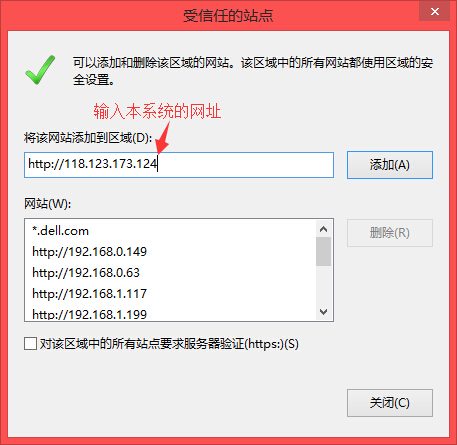 受信任的站点
可以添加和删除该区域的网站。该区域中的所有网站都使用区域的安
全设置。
输入本系统的网址
将该网站添加到区域(D):
http://118.123.173.124
添加(A)
网站(W):
*.dell.com
http://192.168.0.149
http://192.168.0.63
http://192.168.1.117
http://192.168.1.199
删除(R)
对该区域中的所有站点要求服务器验证(https:)(S)
关闭(C)